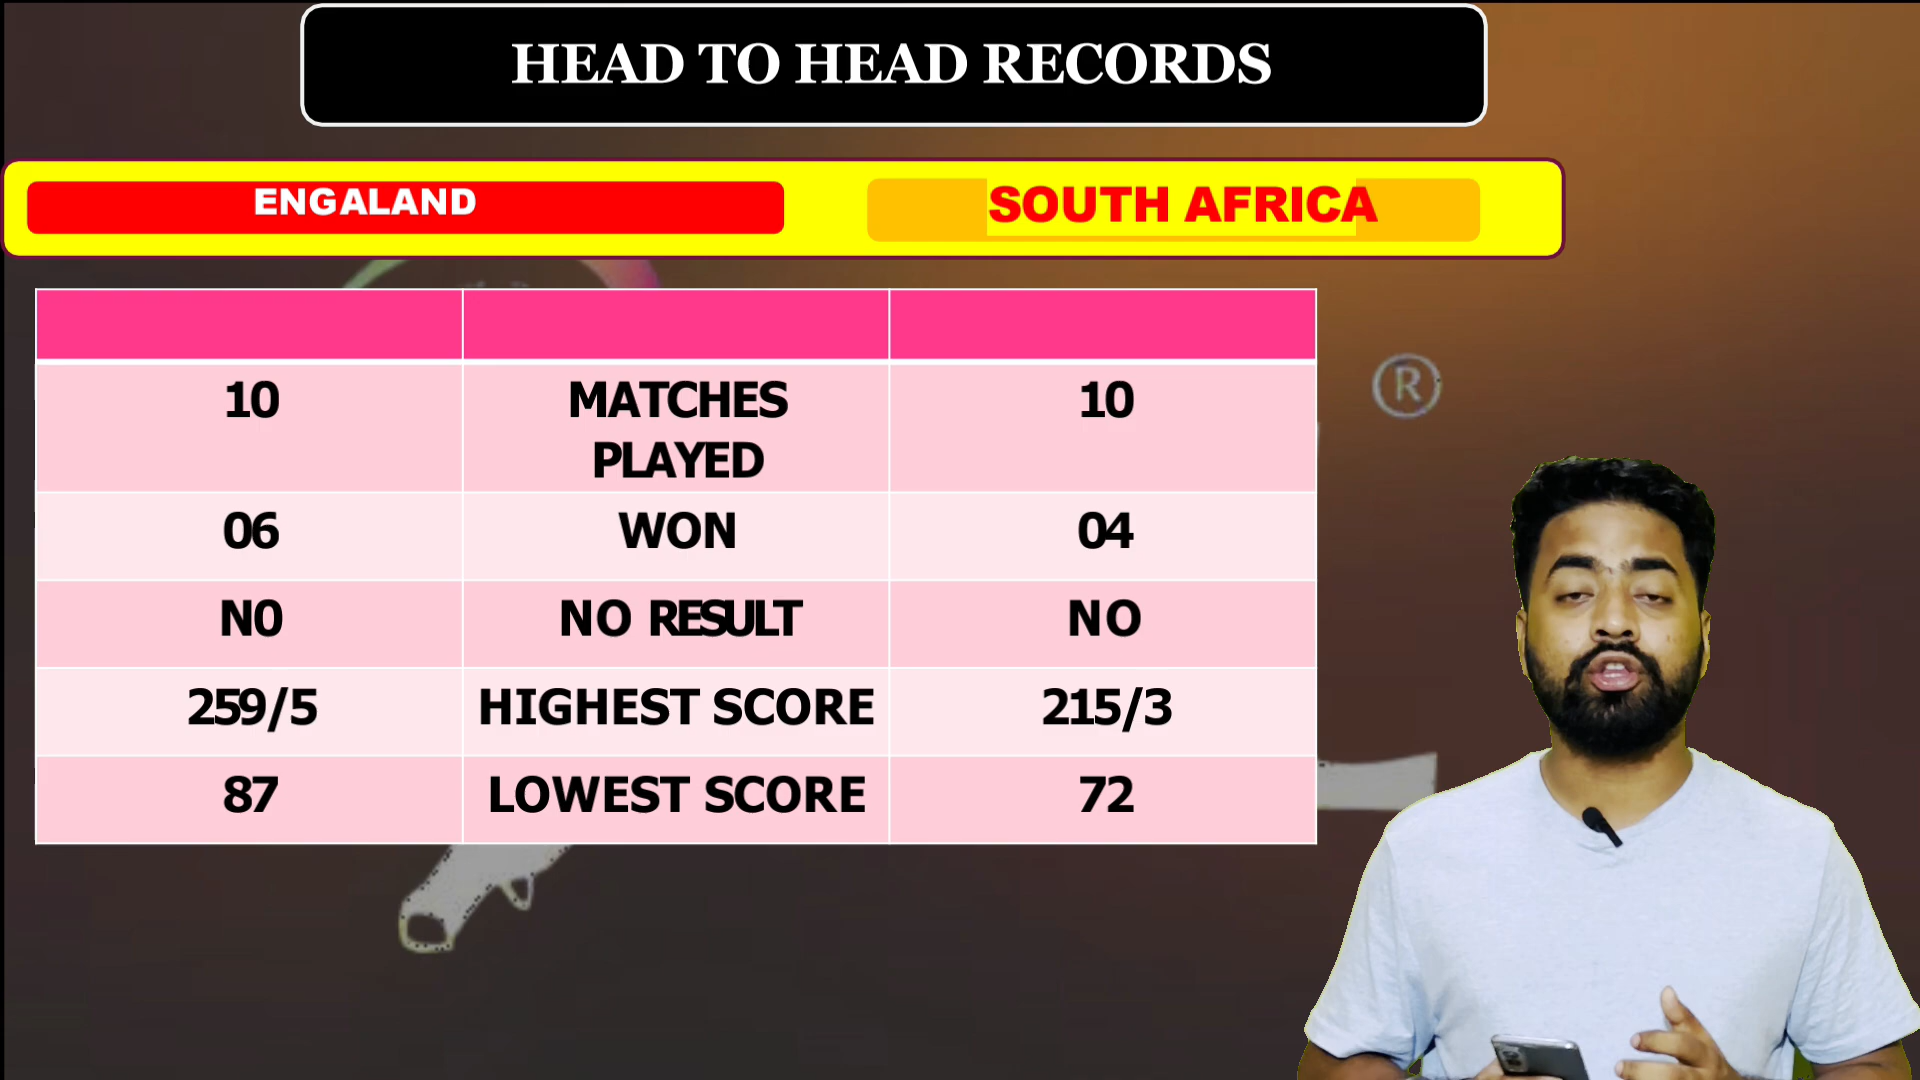 HEAD TO HEAD RECORDS
ENGALAND SOUTH AFRICA
10 MATCHES PLAYED 10
06 WON 04
N0 NO RESULT NO
259/5 HIGHEST SCORE 215/3
87 LOWEST SCORE 72
®